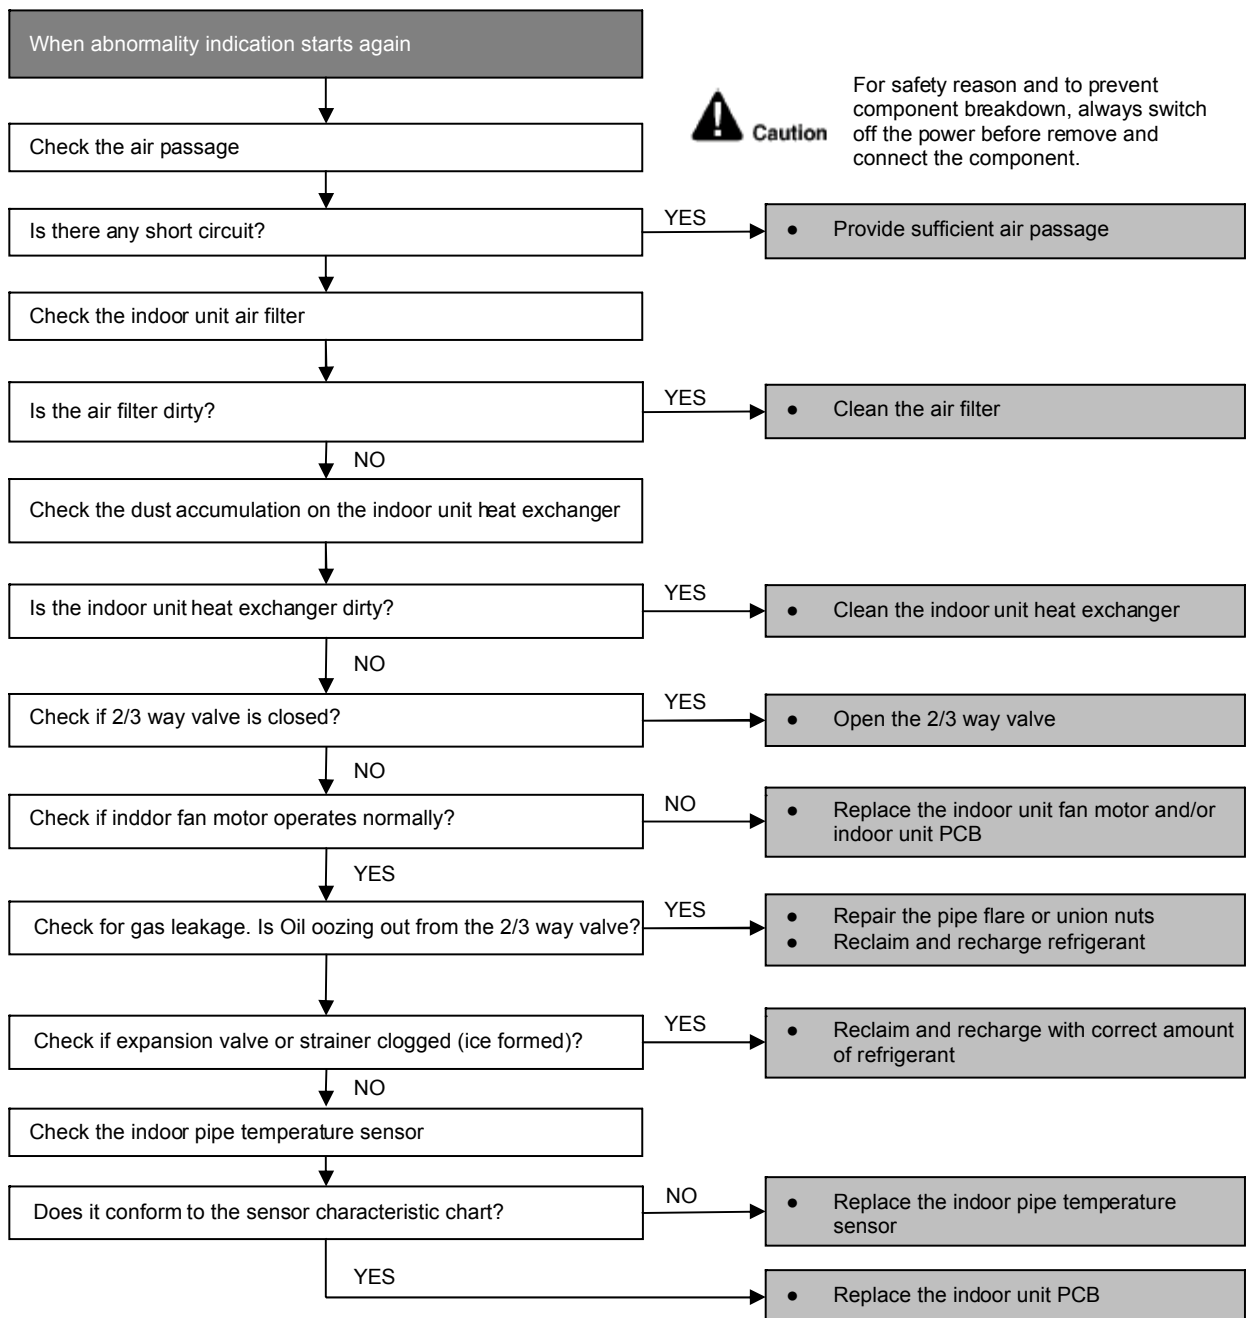 When abnormality indication starts again
Caution
For safety reason and to prevent
component breakdown, always switch
off the power before remove and
connect the component.
Check the air passage
Is there any short circuit?
YES
● Provide sufficient air passage
Check the indoor unit air filter
Is the air filter dirty?
YES
● Clean the air filter
NO
Check the dust accumulation on the indoor unit heat exchanger
Is the indoor unit heat exchanger dirty?
YES
● Clean the indoor unit heat exchanger
NO
Check if 2/3 way valve is closed?
YES
● Open the 2/3 way valve
NO
Check if inddor fan motor operates normally?
NO
● Replace the indoor unit fan motor and/or
indoor unit PCB
YES
Check for gas leakage. Is Oil oozing out from the 2/3 way valve?
YES
● Repair the pipe flare or union nuts
● Reclaim and recharge refrigerant
Check if expansion valve or strainer clogged (ice formed)?
YES
● Reclaim and recharge with correct amount
of refrigerant
NO
Check the indoor pipe temperature sensor
Does it conform to the sensor characteristic chart?
NO
● Replace the indoor pipe temperature
sensor
YES
● Replace the indoor unit PCB